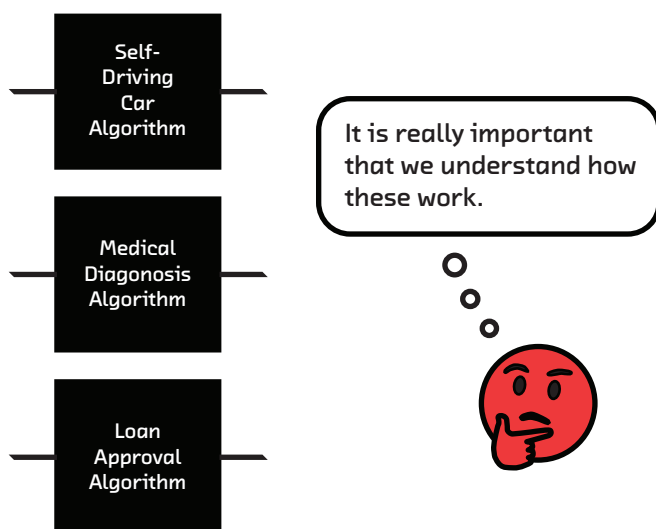 Self-
Driving
Car
Algorithm
It is really important
that we understand how
these work.
Medical
Diagonosis
Algorithm
Loan
Approval
Algorithm